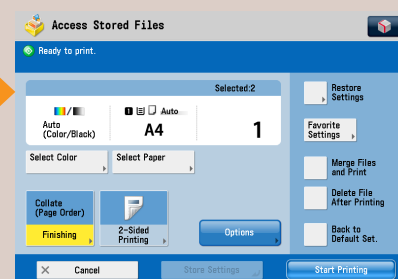 Access Stored Files
Ready to print.
Selected:2
Auto
(Color/Black)
1 Auto
A4
1
Select Color
Select Paper
Collate
(Page Order)
Finishing
2-Sided
Printing
Options
Restore
Settings
Favorite
Settings
Merge Files
and Print
Delete File
After Printing
Back to
Default Set.
Cancel
Store Settings
Start Printing